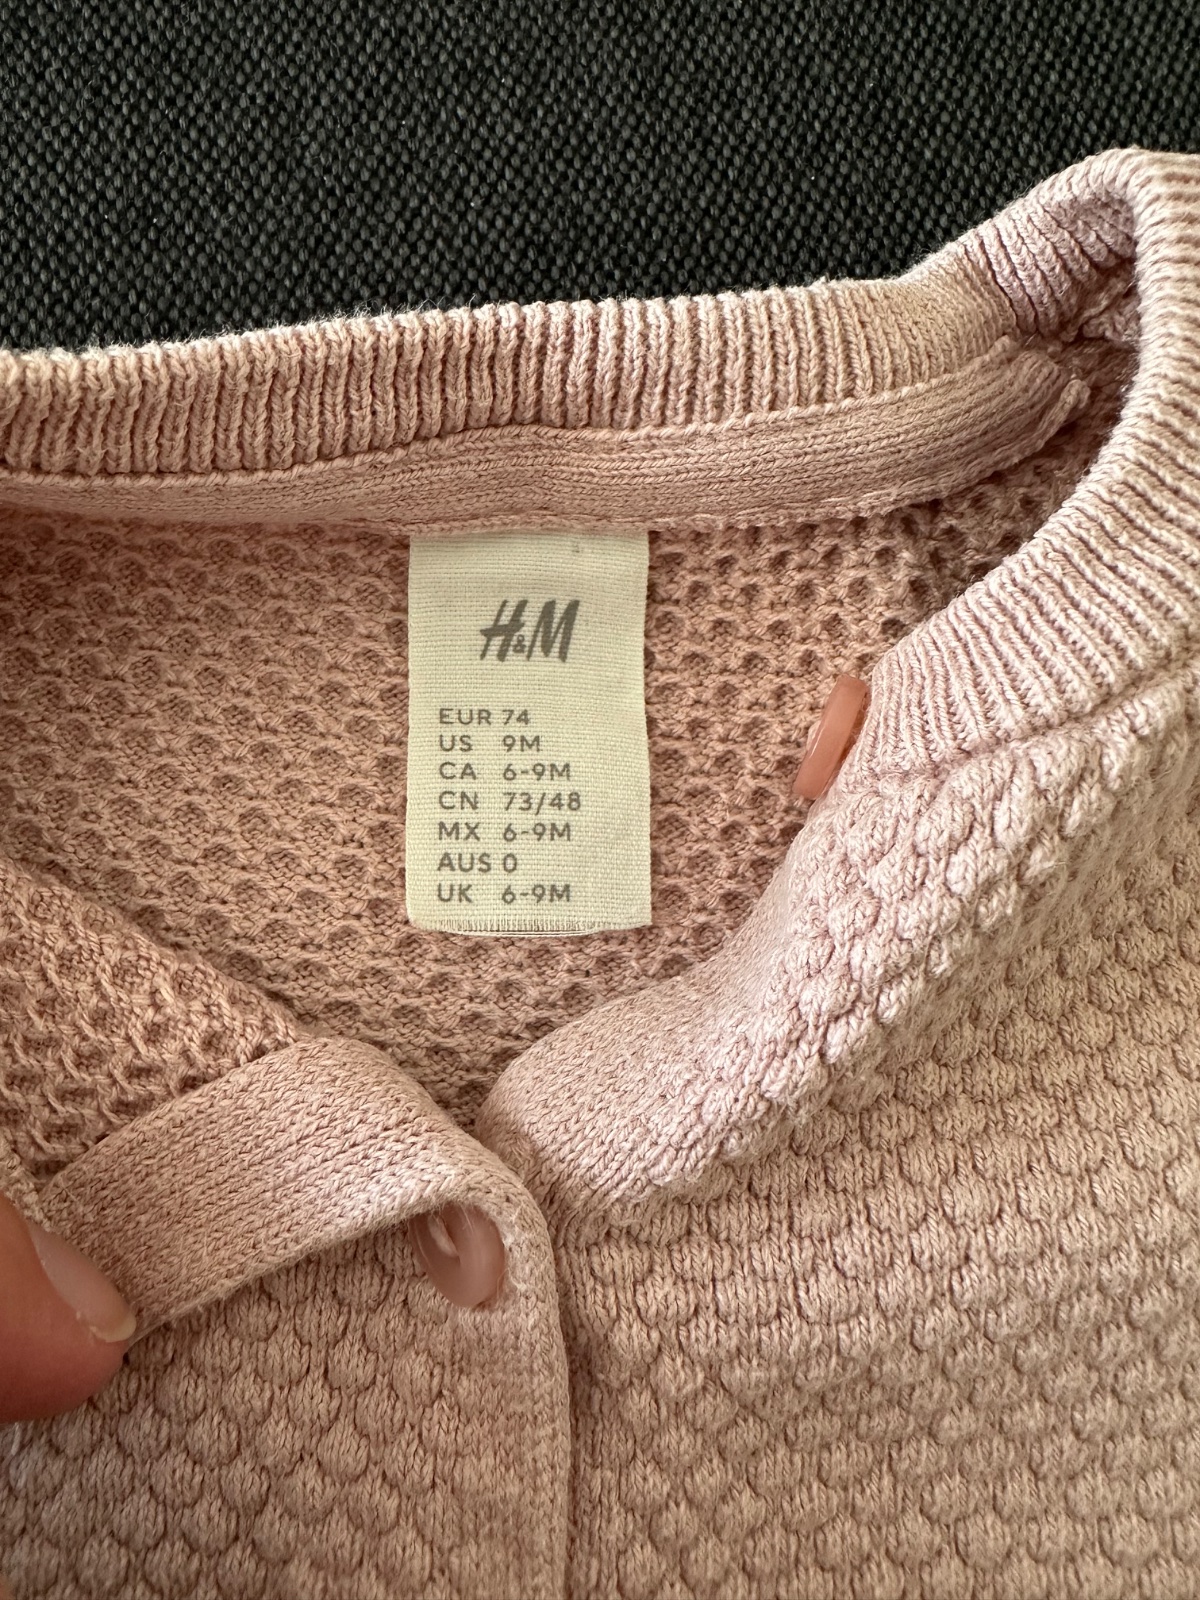 H&M
EUR 74
US 9M
CA 6-9M
CN 73/48
MX 6-9M
AUS 0
UK 6-9M